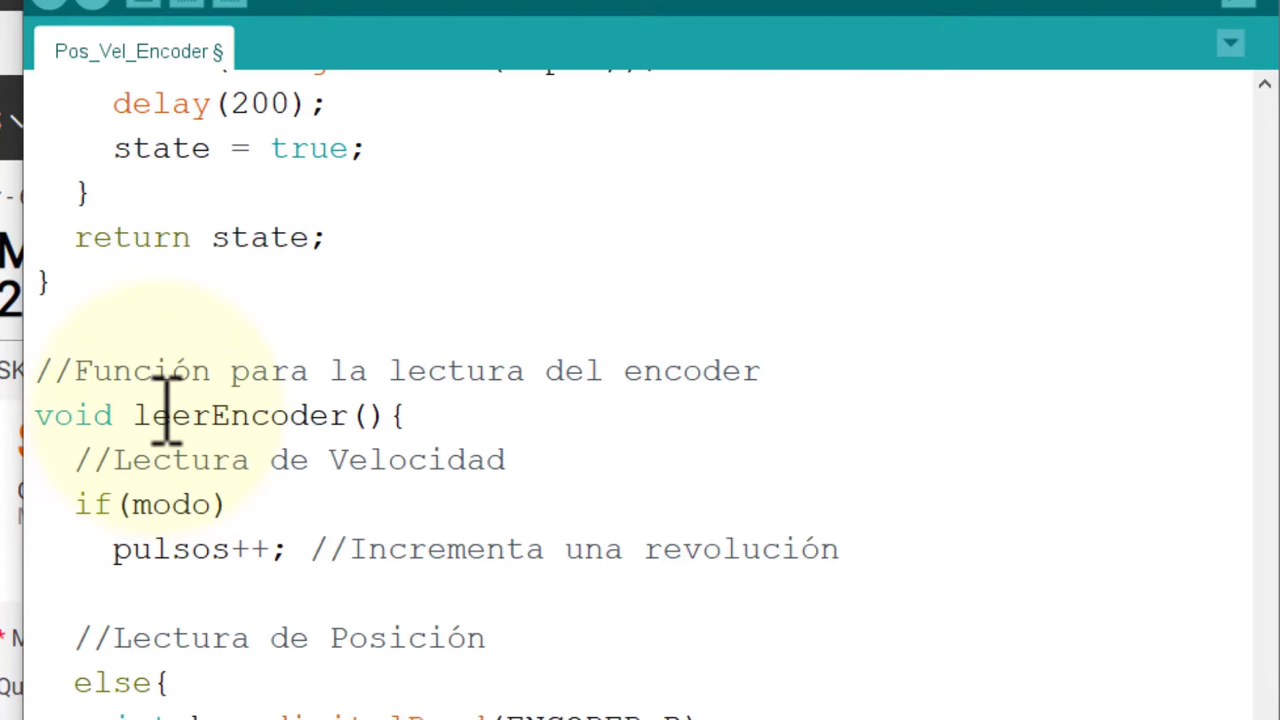 Pos_Vel_Encoder §
delay(200);
state = true;
}
return state;
}
//Función para la lectura del encoder
void leerEncoder(){
//Lectura de Velocidad
if(modo)
pulsos++; //Incrementa una revolución
//Lectura de Posición
else{